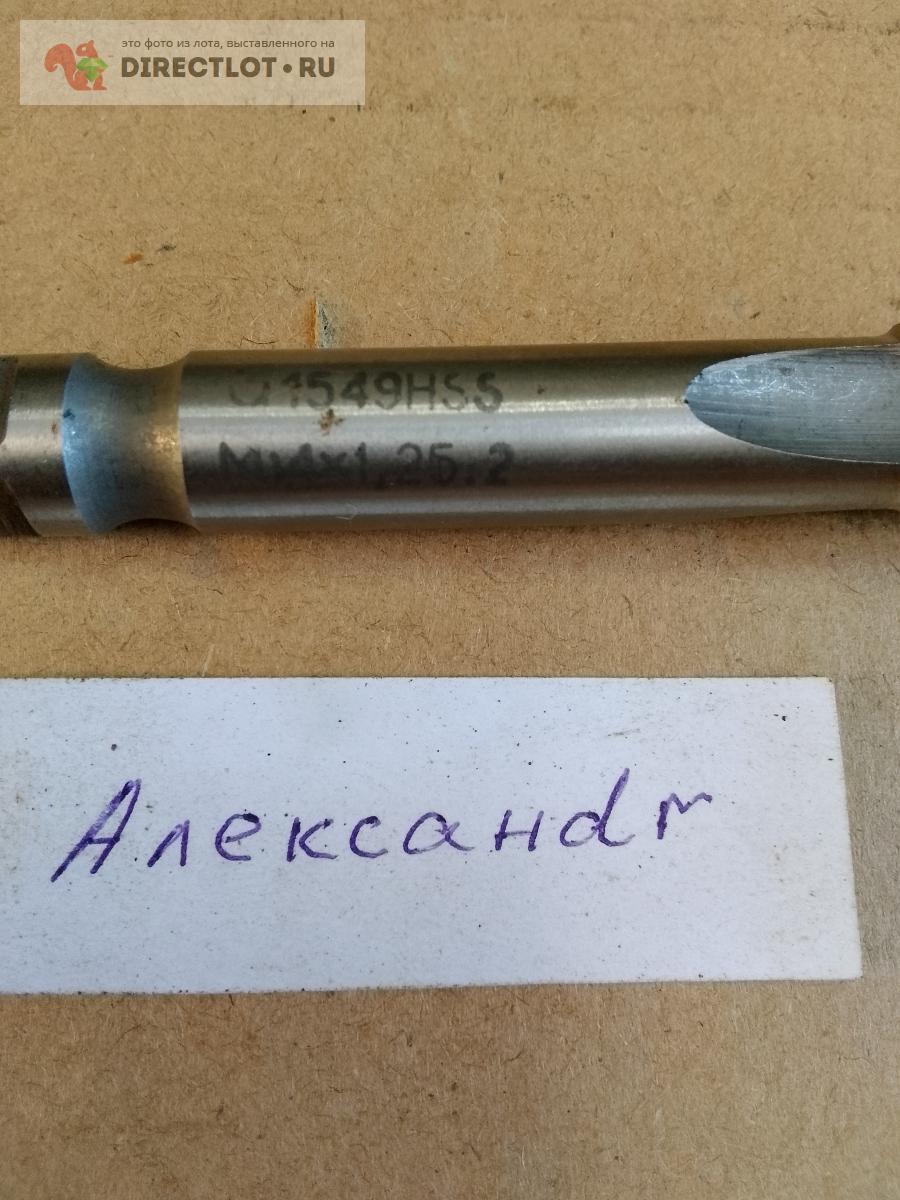 это фото из лота, выставленного на
DIRECTLOT•RU
1549HSS
M14x1,25.2
Александr